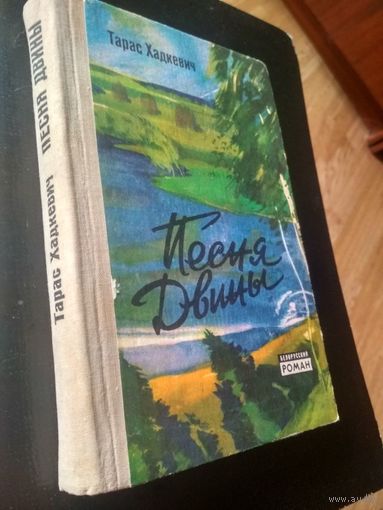 Тарас Хадкевич
Песня
Двины
БЕЛОРУССКИЙ
РОМАН
Тарас Хадкевич ПЕСНЯ ДВИНЫ